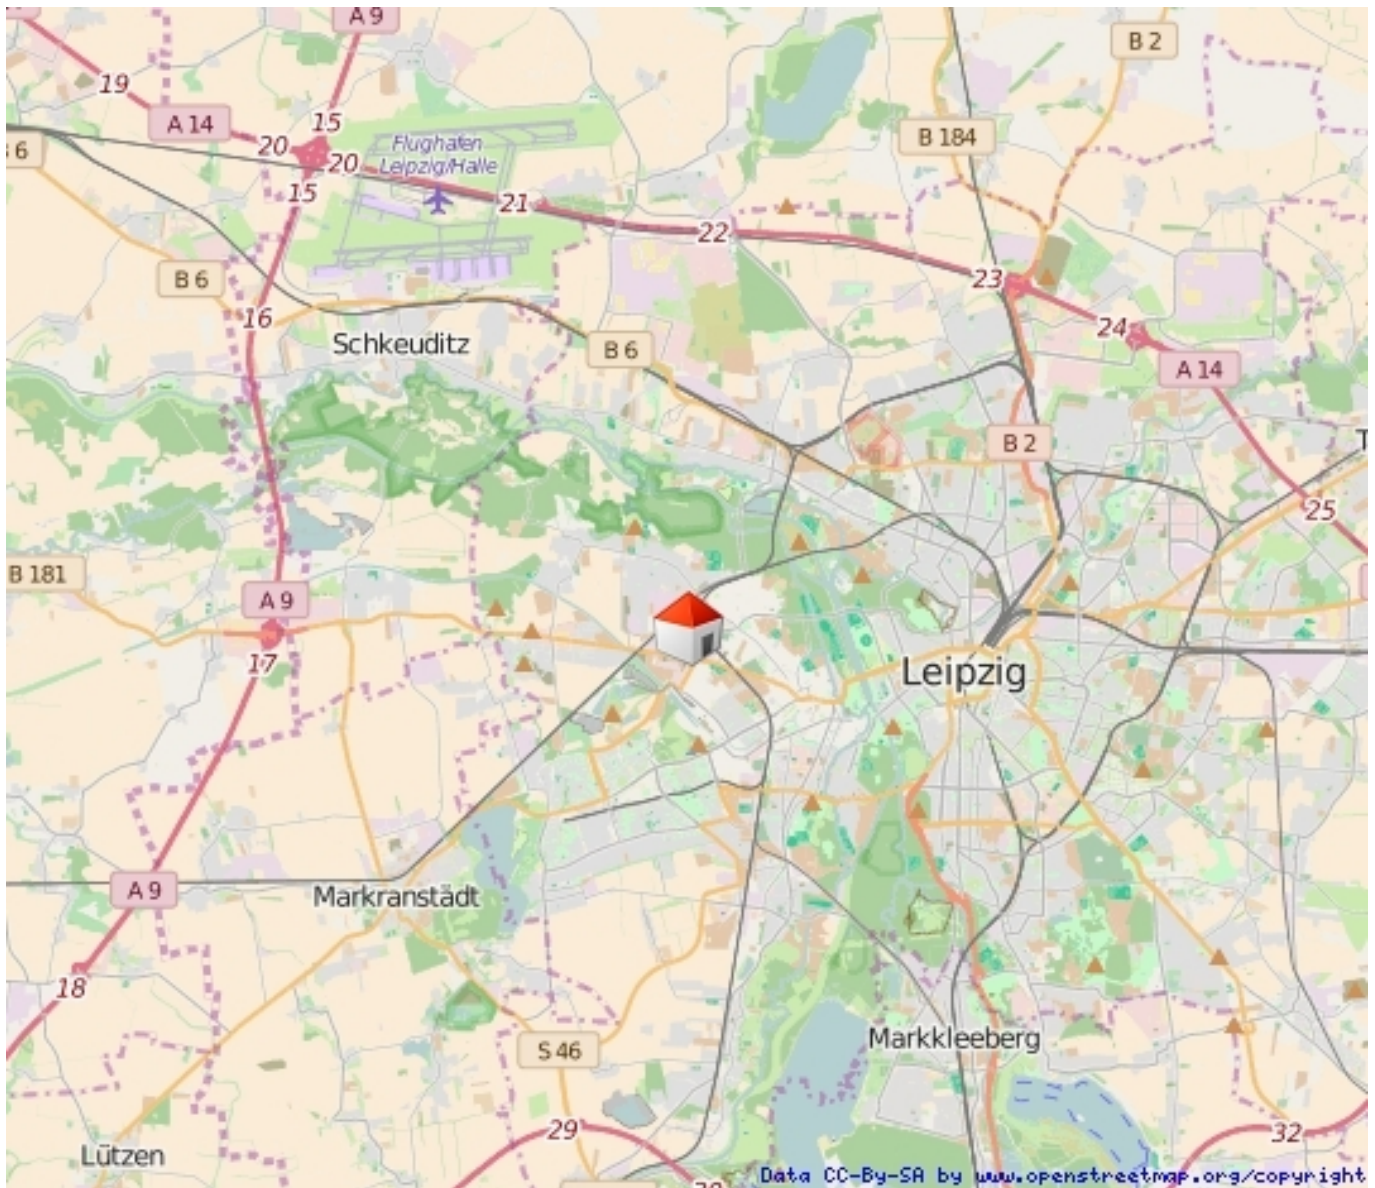 A 9
B 2
19
A 14
15
B 184
20
Flughafen
Leipzig/Halle
20
6
15
21
22
B 6
23
16
24
Schkeuditz
B 6
A 14
B 2
25
B 181
A 9
17
Leipzig
A 9
Markranstädt
18
Markkleeberg
S 46
29
32
Lützen
Data CC-By-SA by www.openstreetmap.org/copyright